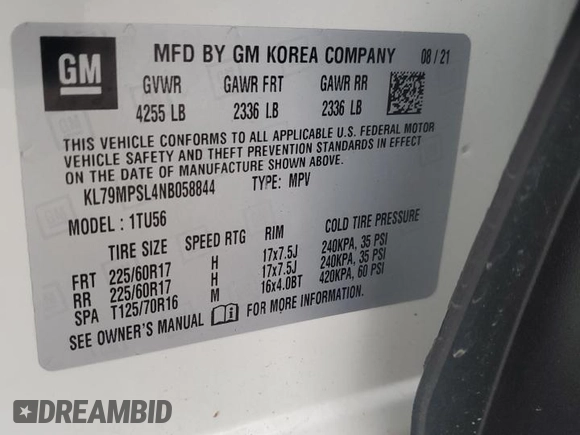 GM
MFD BY GM KOREA COMPANY 08/21
GVWR GAWR FRT GAWR RR
4255 LB 2336 LB 2336 LB
THIS VEHICLE CONFORMS TO ALL APPLICABLE U.S. FEDERAL MOTOR
VEHICLE SAFETY AND THEFT PREVENTION STANDARDS IN EFFECT
ON THE DATE OF MANUFACTURE SHOWN ABOVE.
KL79MPSL4NB058844 TYPE: MPV
MODEL: 1TU56
TIRE SIZE SPEED RTG RIM COLD TIRE PRESSURE
FRT 225/60R17 H 17x7.5J 240KPA, 35 PSI
RR 225/60R17 H 17x7.5J 240KPA, 35 PSI
SPA T125/70R16 M 16x4.0BT 420KPA, 60 PSI
SEE OWNER'S MANUAL FOR MORE INFORMATION.
DREAMBID